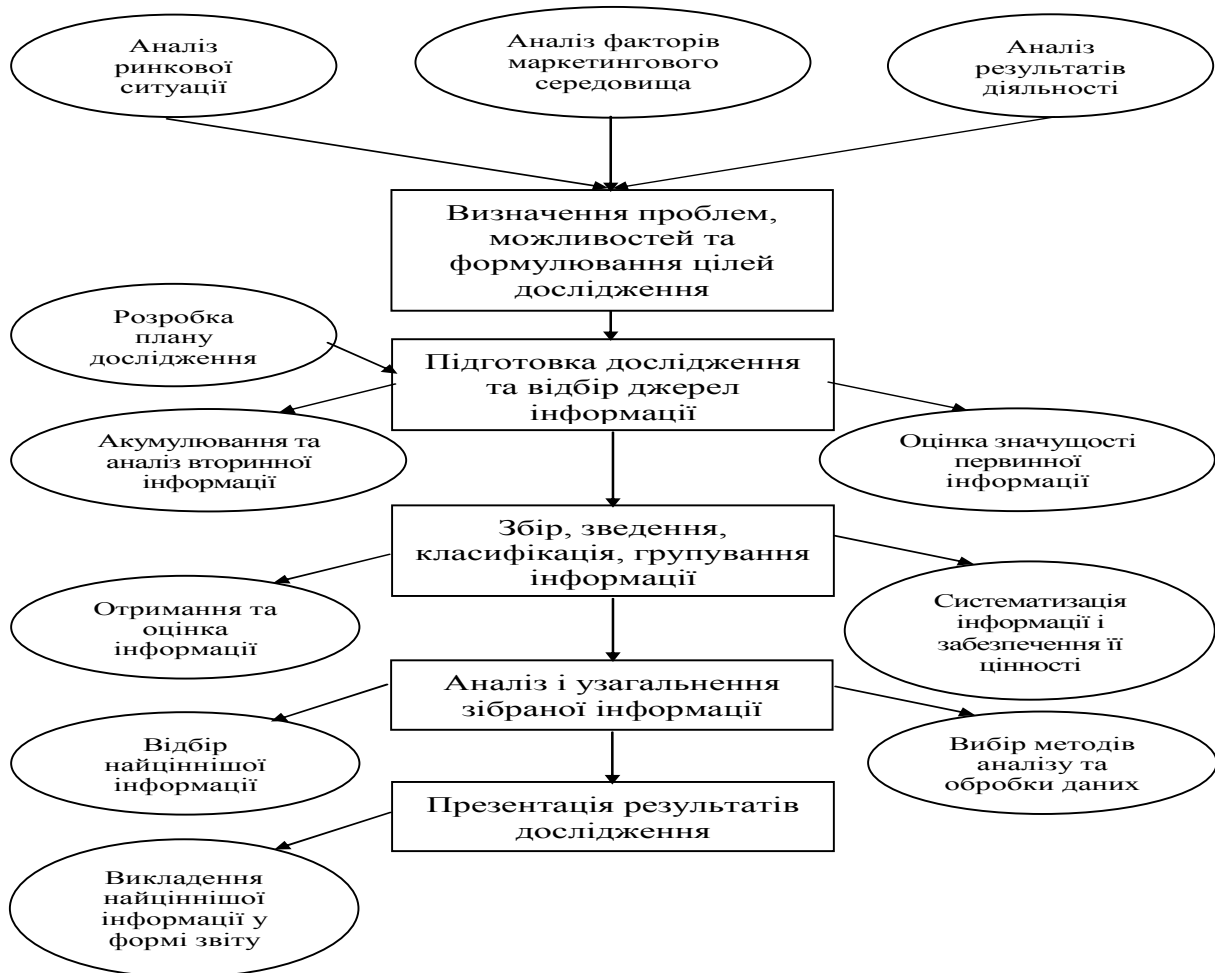 Аналіз
ринкової
ситуації
Аналіз факторів
маркетингового
середовища
Аналіз
результатів
діяльності
Визначення проблем,
можливостей та
формулювання цілей
дослідження
Розробка
плану
дослідження
Підготовка дослідження
та відбір джерел
інформації
Акумулювання та
аналіз вторинної
інформації
Оцінка значущості
первинної
інформації
Збір, зведення,
класифікація, групування
інформації
Отримання та
оцінка
інформації
Систематизація
інформації і
забезпечення її
цінності
Аналіз і узагальнення
зібраної інформації
Відбір
найціннішої
інформації
Вибір методів
аналізу та
обробки даних
Презентація результатів
дослідження
Викладення
найціннішої
інформації у
формі звіту